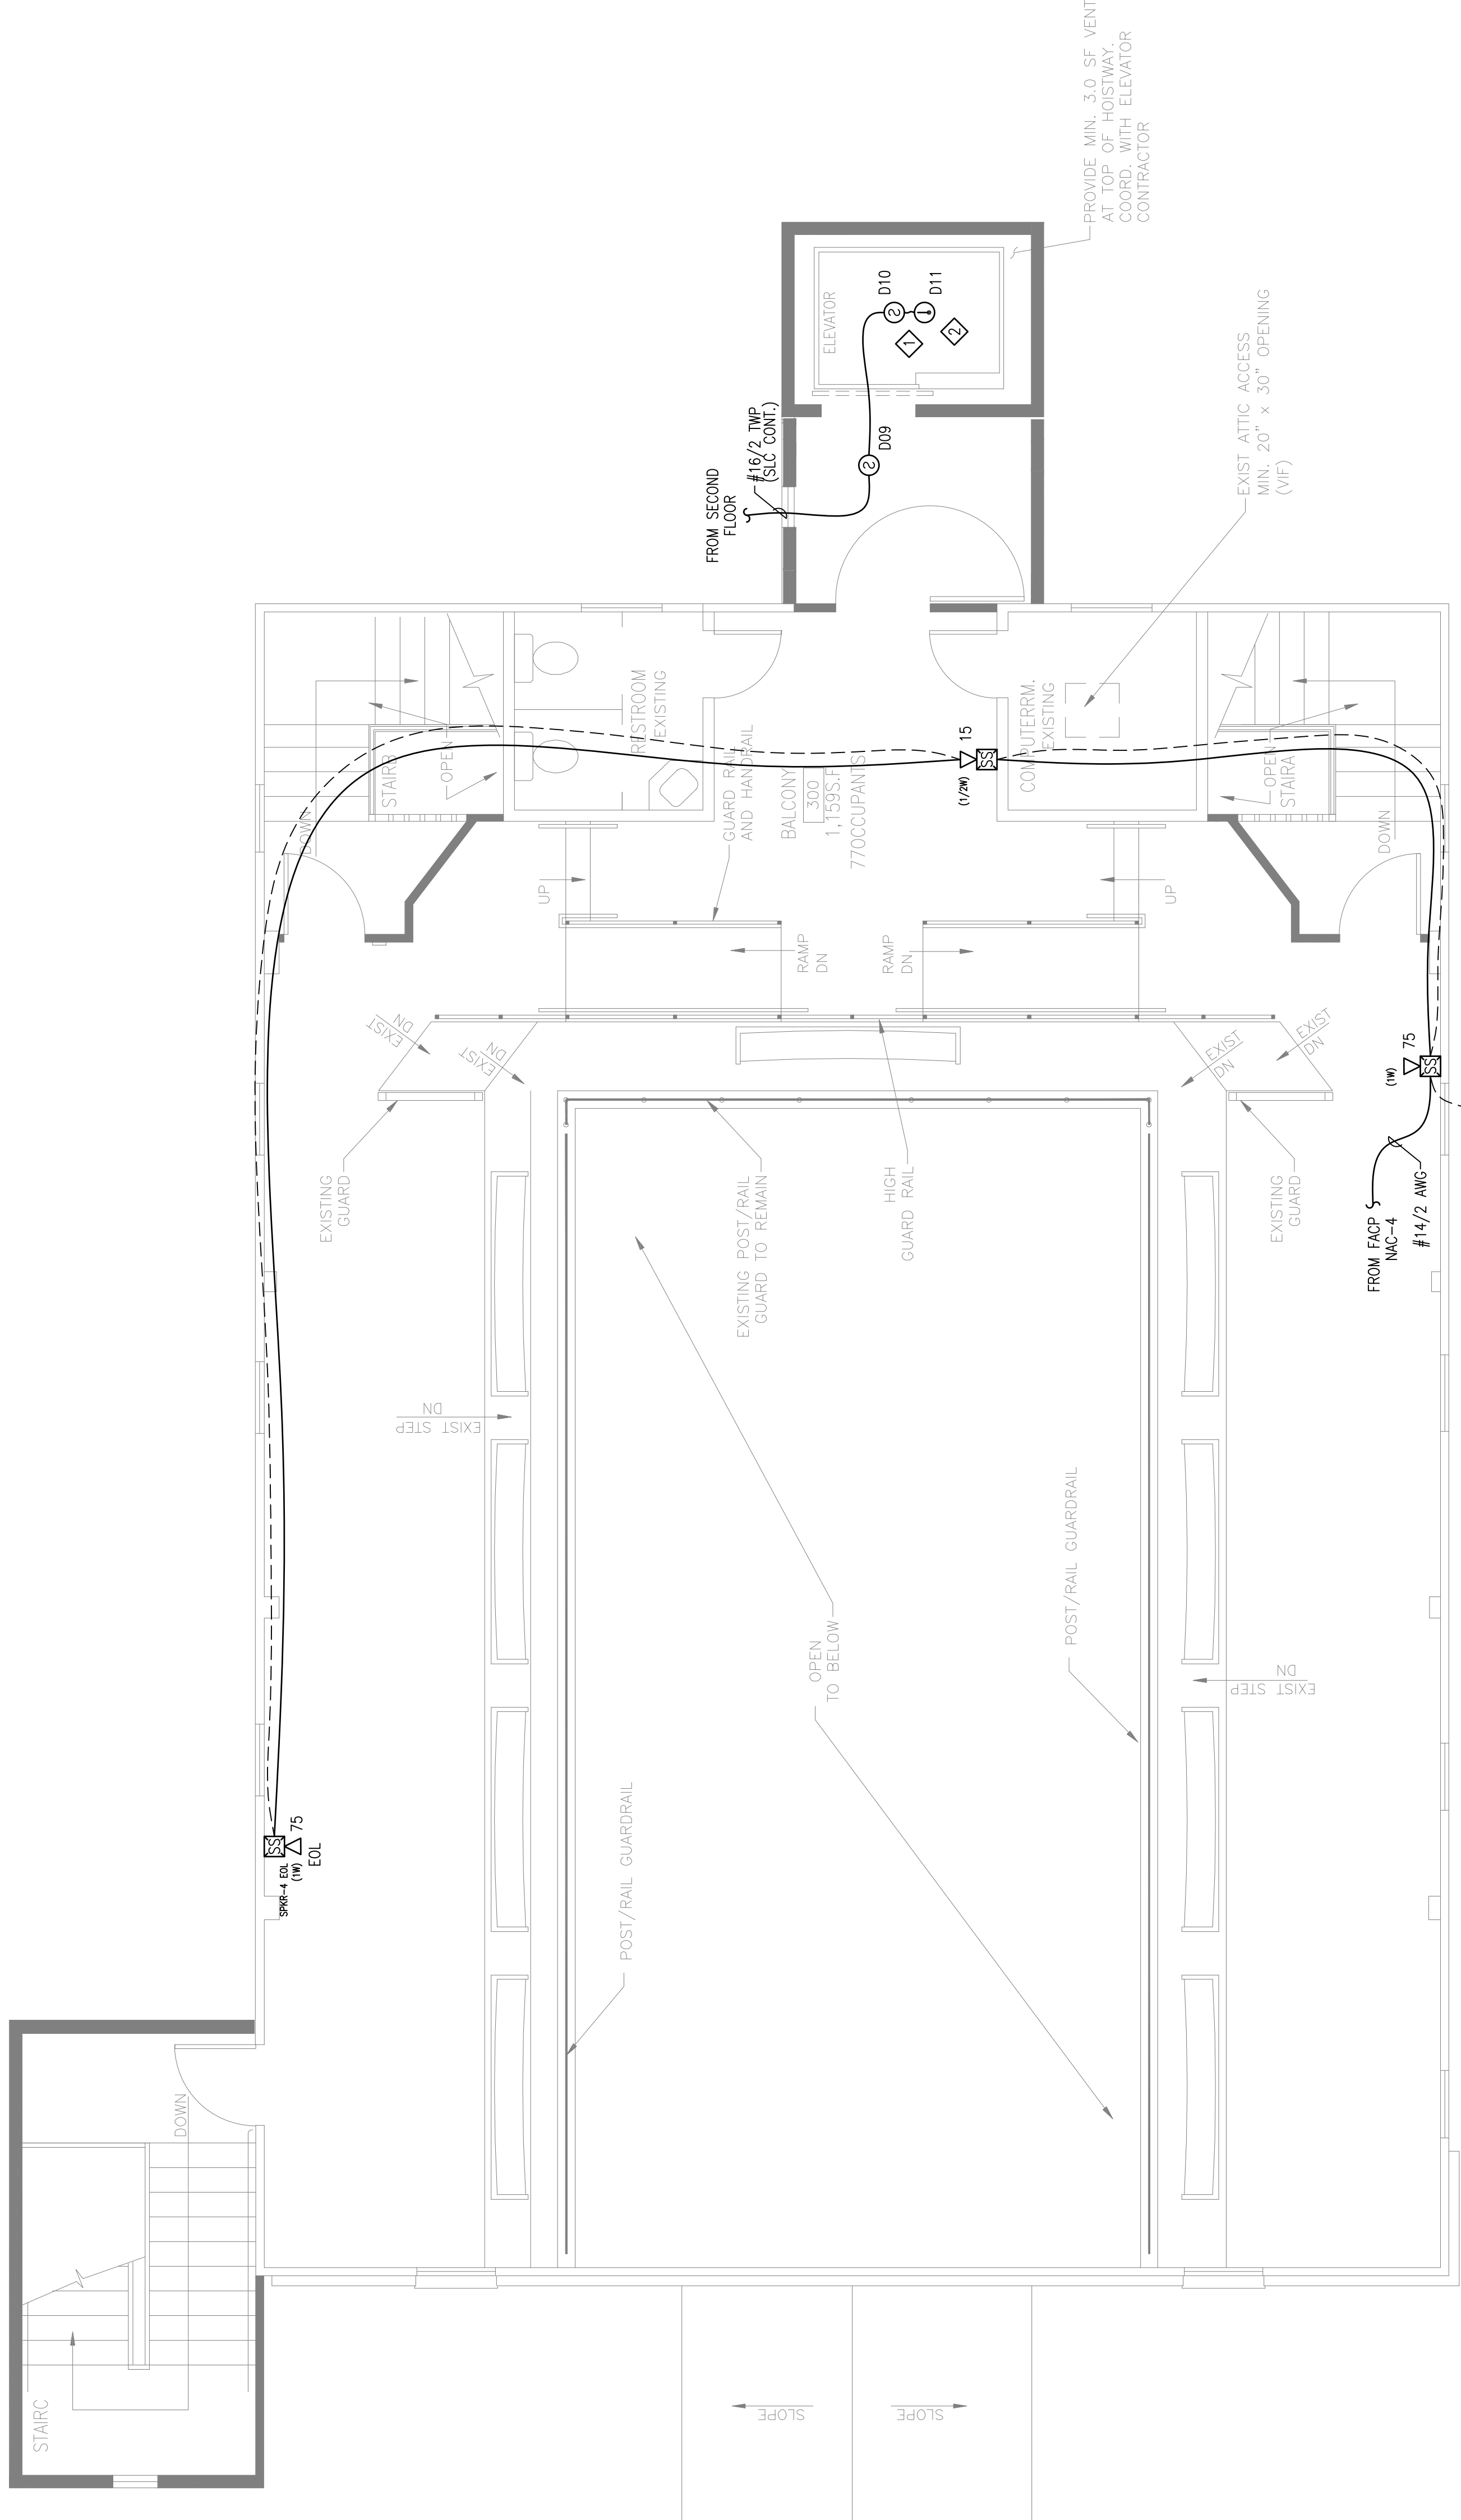 PROVIDE MIN. 3.0 SF VENT
AT TOP OF HOISTWAY.
COORD. WITH ELEVATOR
CONTRACTOR
ELEVATOR
D10
D11
1
2
D09
#16/2 TWP
(SLC CONT.)
FROM SECOND
FLOOR
EXIST ATTIC ACCESS
MIN. 20" x 30" OPENING
(VIF)
RESTROOM
EXISTING
COMPUTERRM.
EXISTING
STAIRB
OPEN
DOWN
STAIRA
OPEN
DOWN
GUARD RAIL
AND HANDRAIL
BALCONY
300
1,159S.F.
77OCCUPANTS
SS
15
(1/2W)
UP
UP
RAMP
DN
RAMP
DN
EXIST
DN
EXIST
DN
EXIST
DN
EXIST
DN
EXISTING
GUARD
EXISTING POST/RAIL
GUARD TO REMAIN
HIGH
GUARD RAIL
EXISTING
GUARD
SS
75
(1W)
FROM FACP
NAC-4
#14/2 AWG
EXIST STEP
DN
OPEN
TO BELOW
POST/RAIL GUARDRAIL
EXIST STEP
DN
POST/RAIL GUARDRAIL
SS
75
SPKR-4 EOL
(1W)
EOL
DOWN
STAIRC
SLOPE
SLOPE